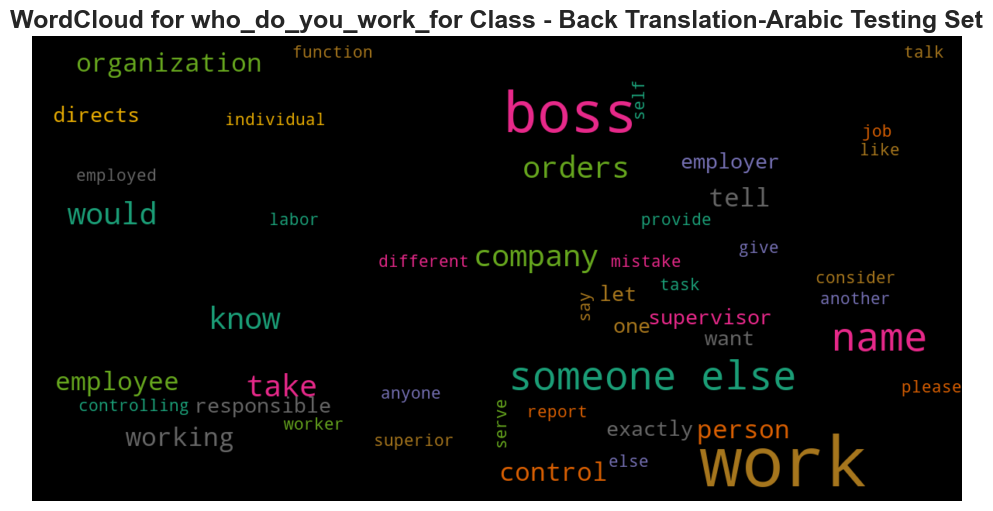 WordCloud for who_do_you_work_for Class - Back Translation-Arabic Testing Set
function
talk
organization
boss
self
directs
individual
job
like
orders
employer
employed
tell
would
labor
provide
different
company
mistake
give
consider
task
another
say
let
know
one
supervisor
want
name
someone else
employee
take
anyone
please
controlling
responsible
worker
serve
report
working
superior
exactly
person
else
control
work